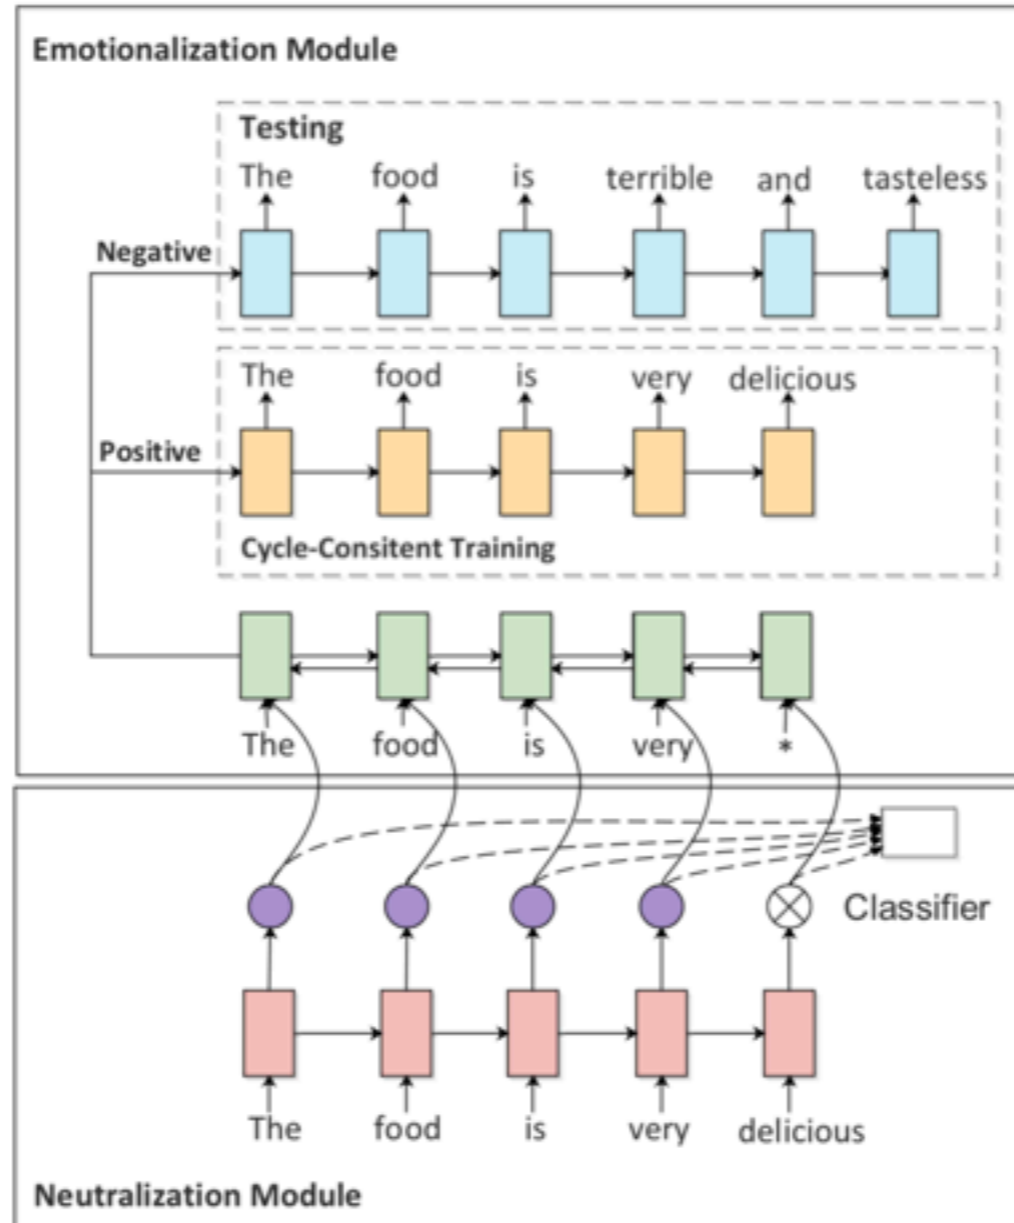 Emotionalization Module
Testing
The food is terrible and tasteless
Negative
The food is very delicious
Positive
Cycle-Consitent Training
The food is very *
Classifier
The food is very delicious
Neutralization Module